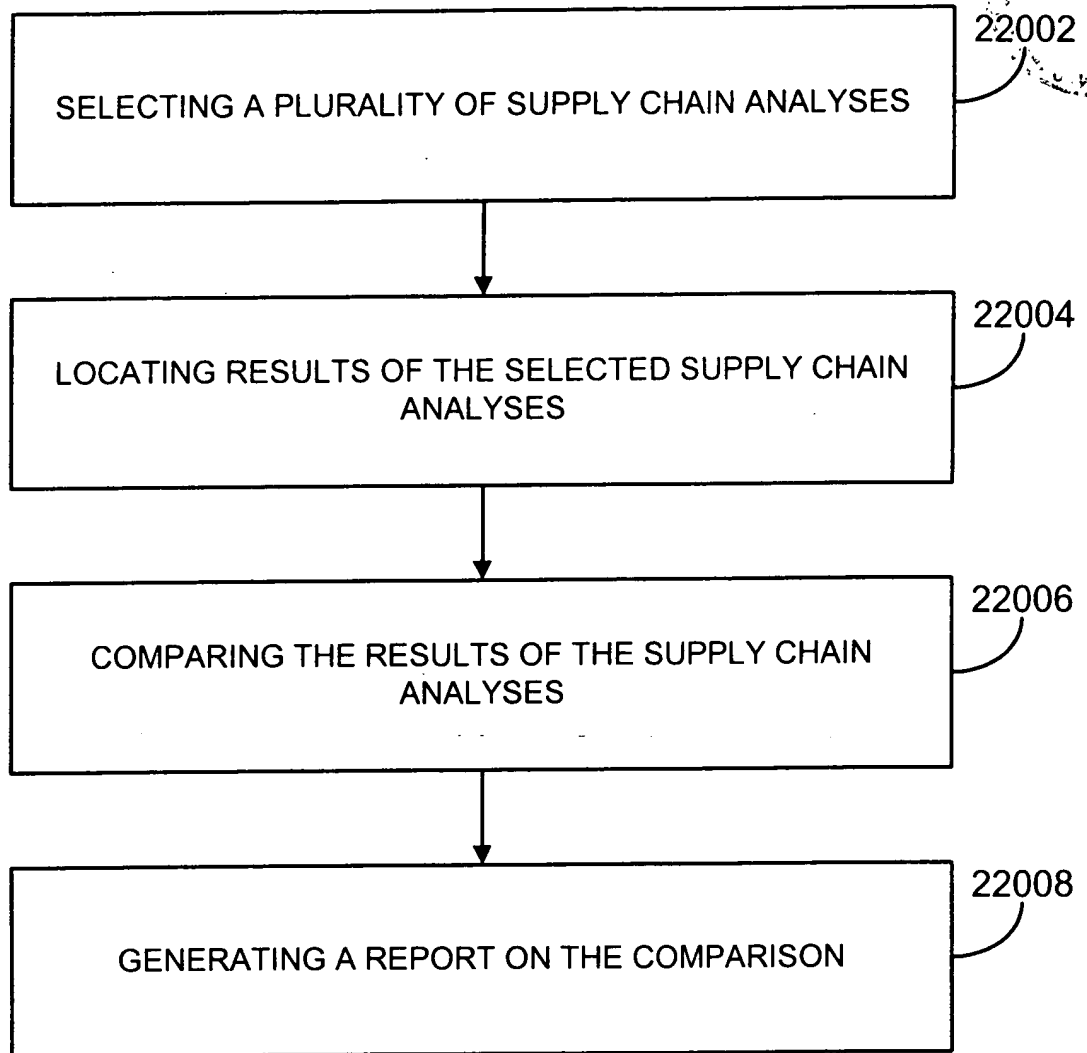 22002
SELECTING A PLURALITY OF SUPPLY CHAIN ANALYSES
22004
LOCATING RESULTS OF THE SELECTED SUPPLY CHAIN
ANALYSES
22006
COMPARING THE RESULTS OF THE SUPPLY CHAIN
ANALYSES
22008
GENERATING A REPORT ON THE COMPARISON